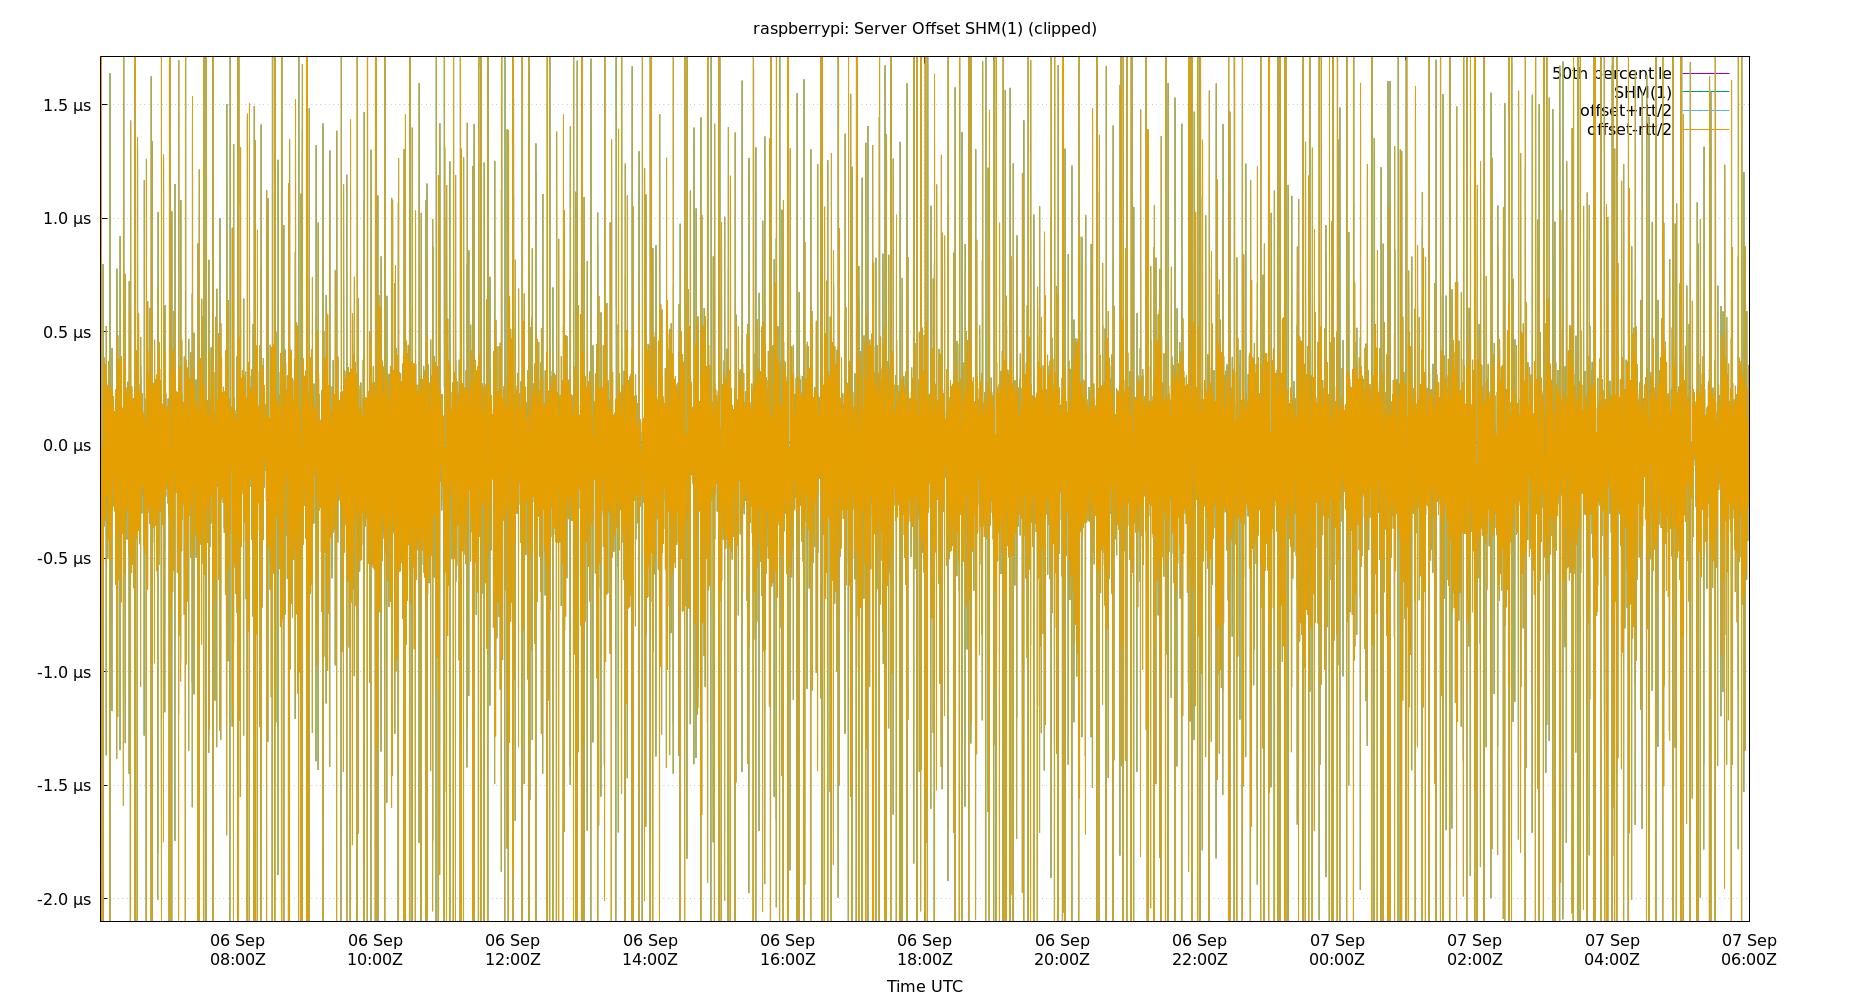 raspberrypi: Server Offset SHM(1) (clipped)
50th percentile
SHM(1)
offset+rtt/2
offset-rtt/2
1.5 µs
1.0 µs
0.5 µs
0.0 µs
-0.5 µs
-1.0 µs
-1.5 µs
-2.0 µs
06 Sep 06 Sep 06 Sep 06 Sep 06 Sep 06 Sep 06 Sep 06 Sep 07 Sep 07 Sep 07 Sep 07 Sep
08:00Z 10:00Z 12:00Z 14:00Z 16:00Z 18:00Z 20:00Z 22:00Z 00:00Z 02:00Z 04:00Z 06:00Z
Time UTC